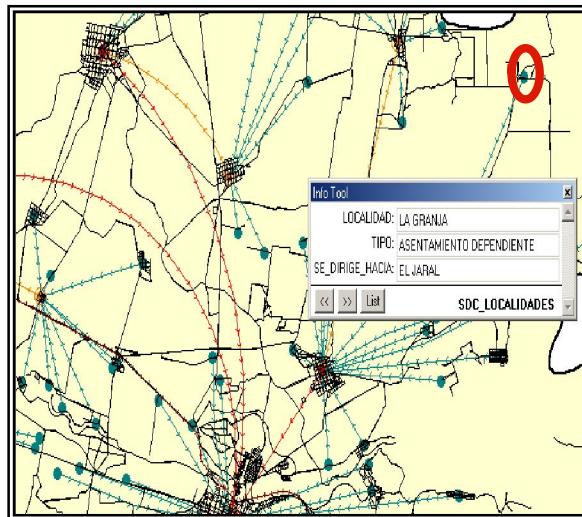 Info Tool
LOCALIDAD: LA GRANJA
TIPO: ASENTAMIENTO DEPENDIENTE
SE_DIRIGE_HACIA: EL JARAL
<< >> List SDC_LOCALIDADES